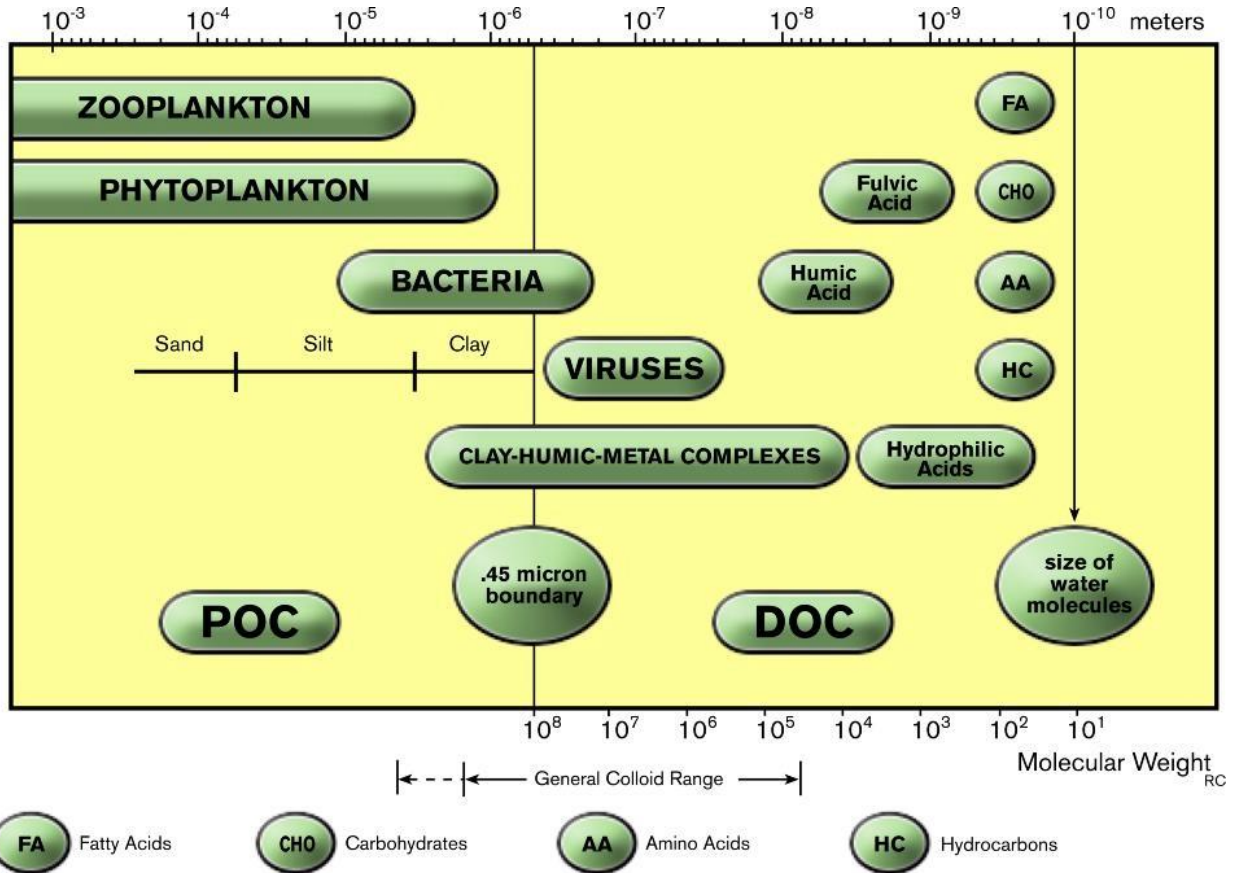 10-3 10-4 10-5 10-6 10-7 10-8 10-9 10-10 meters
ZOOPLANKTON
FA
PHYTOPLANKTON
Fulvic
Acid
CHO
BACTERIA
Humic
Acid
AA
Sand Silt Clay
VIRUSES
HC
CLAY-HUMIC-METAL COMPLEXES
Hydrophilic
Acids
.45 micron
boundary
size of
water
molecules
POC
DOC
108 107 106 105 104 103 102 101
Molecular Weight
RC
General Colloid Range
FA Fatty Acids CHO Carbohydrates AA Amino Acids HC Hydrocarbons